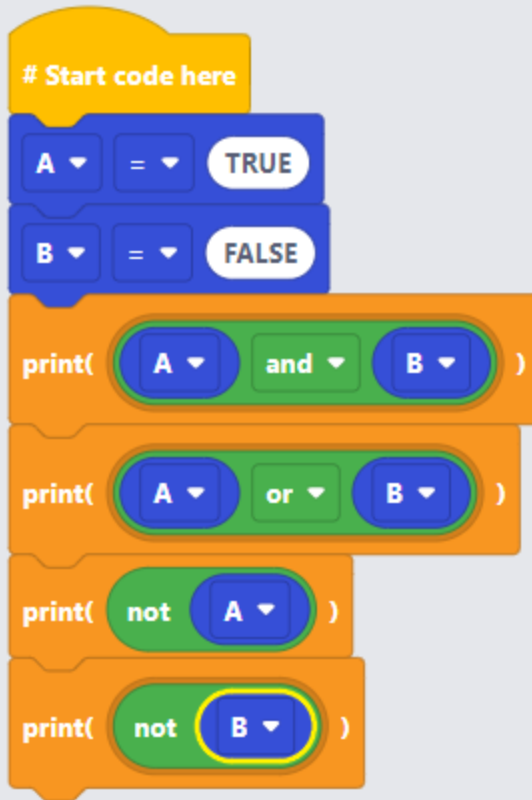 # Start code here
A = TRUE
B = FALSE
print( A and B )
print( A or B )
print( not A )
print( not B )